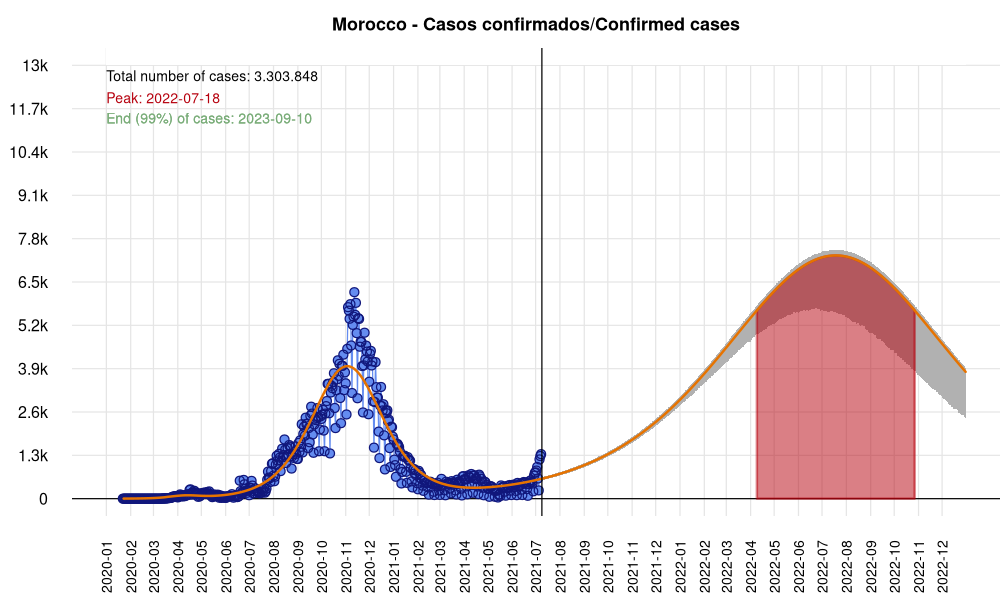 Morocco - Casos confirmados/Confirmed cases
Total number of cases: 3.303.848
Peak: 2022-07-18
End (99%) of cases: 2023-09-10
13k
11.7k
10.4k
9.1k
7.8k
6.5k
5.2k
3.9k
2.6k
1.3k
0
2020-01
2020-02
2020-03
2020-04
2020-05
2020-06
2020-07
2020-08
2020-09
2020-10
2020-11
2020-12
2021-01
2021-02
2021-03
2021-04
2021-05
2021-06
2021-07
2021-08
2021-09
2021-10
2021-11
2021-12
2022-01
2022-02
2022-03
2022-04
2022-05
2022-06
2022-07
2022-08
2022-09
2022-10
2022-11
2022-12